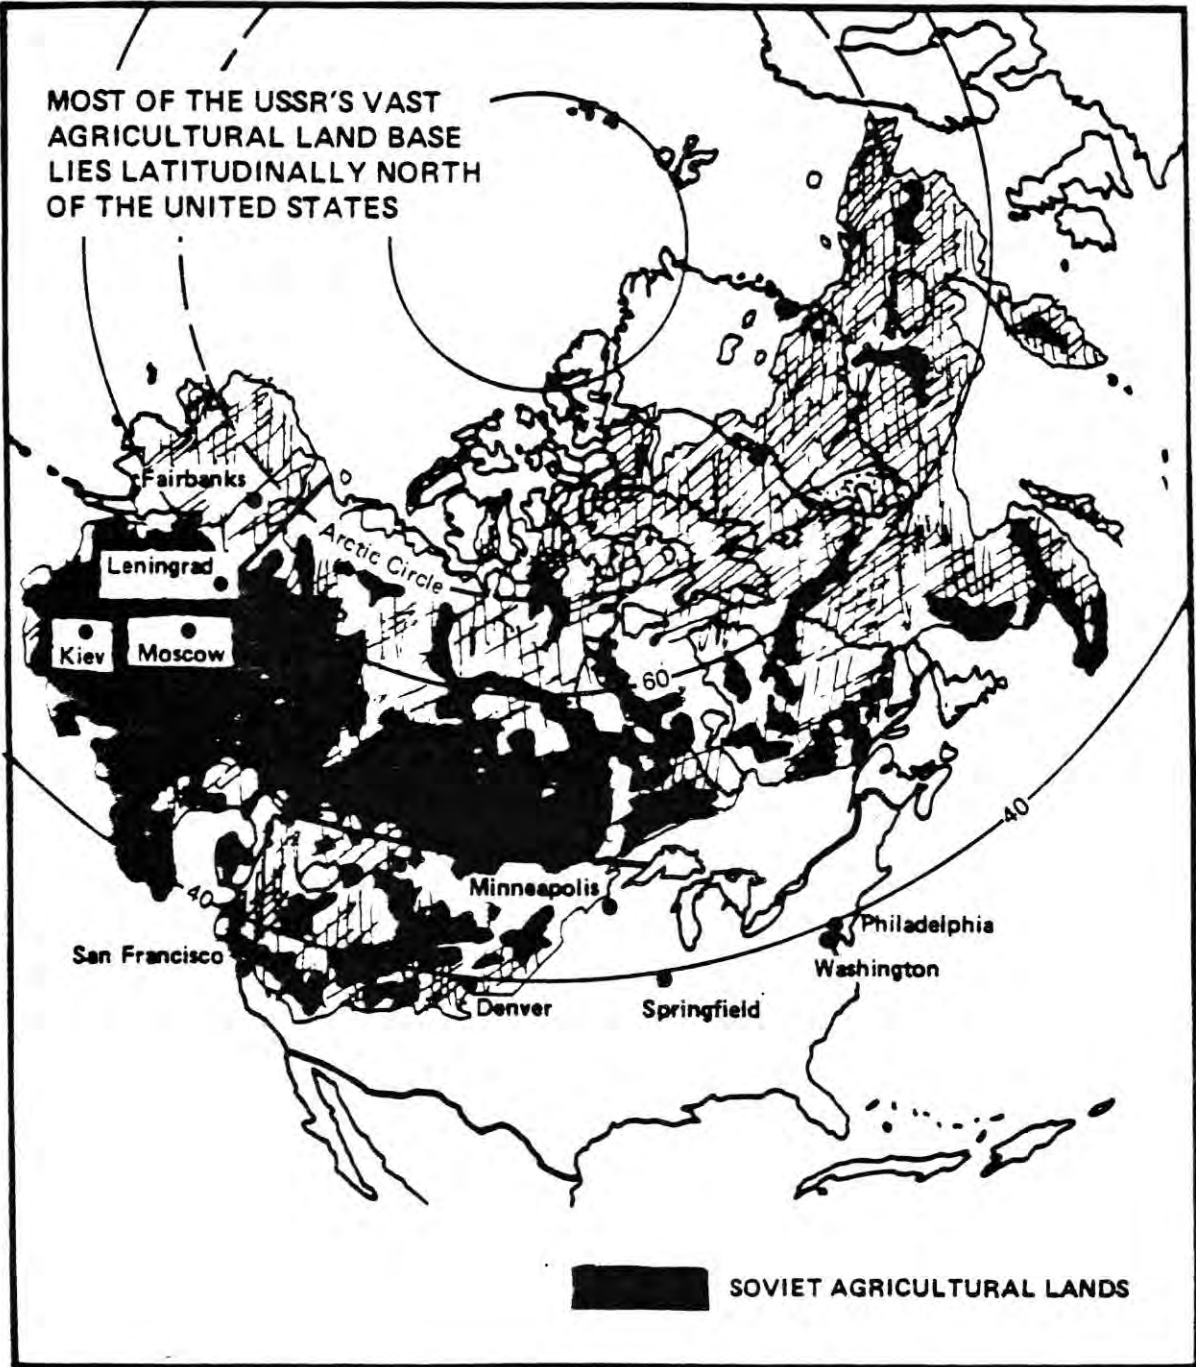 MOST OF THE USSR'S VAST
AGRICULTURAL LAND BASE
LIES LATITUDINALLY NORTH
OF THE UNITED STATES
Fairbanks
Arctic Circle
Leningrad
Kiev
Moscow
60
40
40
Minneapolis
San Francisco
Philadelphia
Washington
Denver
Springfield
SOVIET AGRICULTURAL LANDS